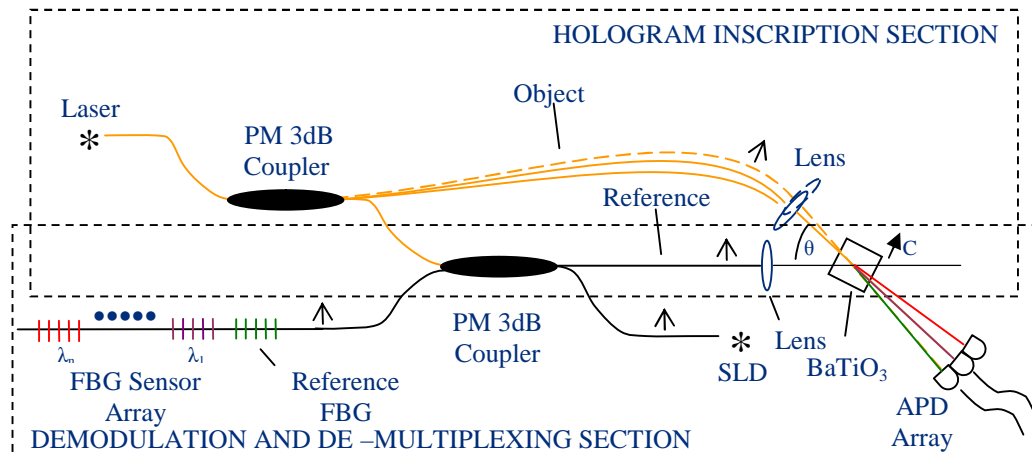 HOLOGRAM INSCRIPTION SECTION
Object
Laser
PM 3dB
Coupler
Lens
Reference
θ
C
λn
λ1
PM 3dB
Coupler
Lens
BaTiO3
SLD
FBG Sensor
Array
Reference
FBG
APD
Array
DEMODULATION AND DE –MULTIPLEXING SECTION